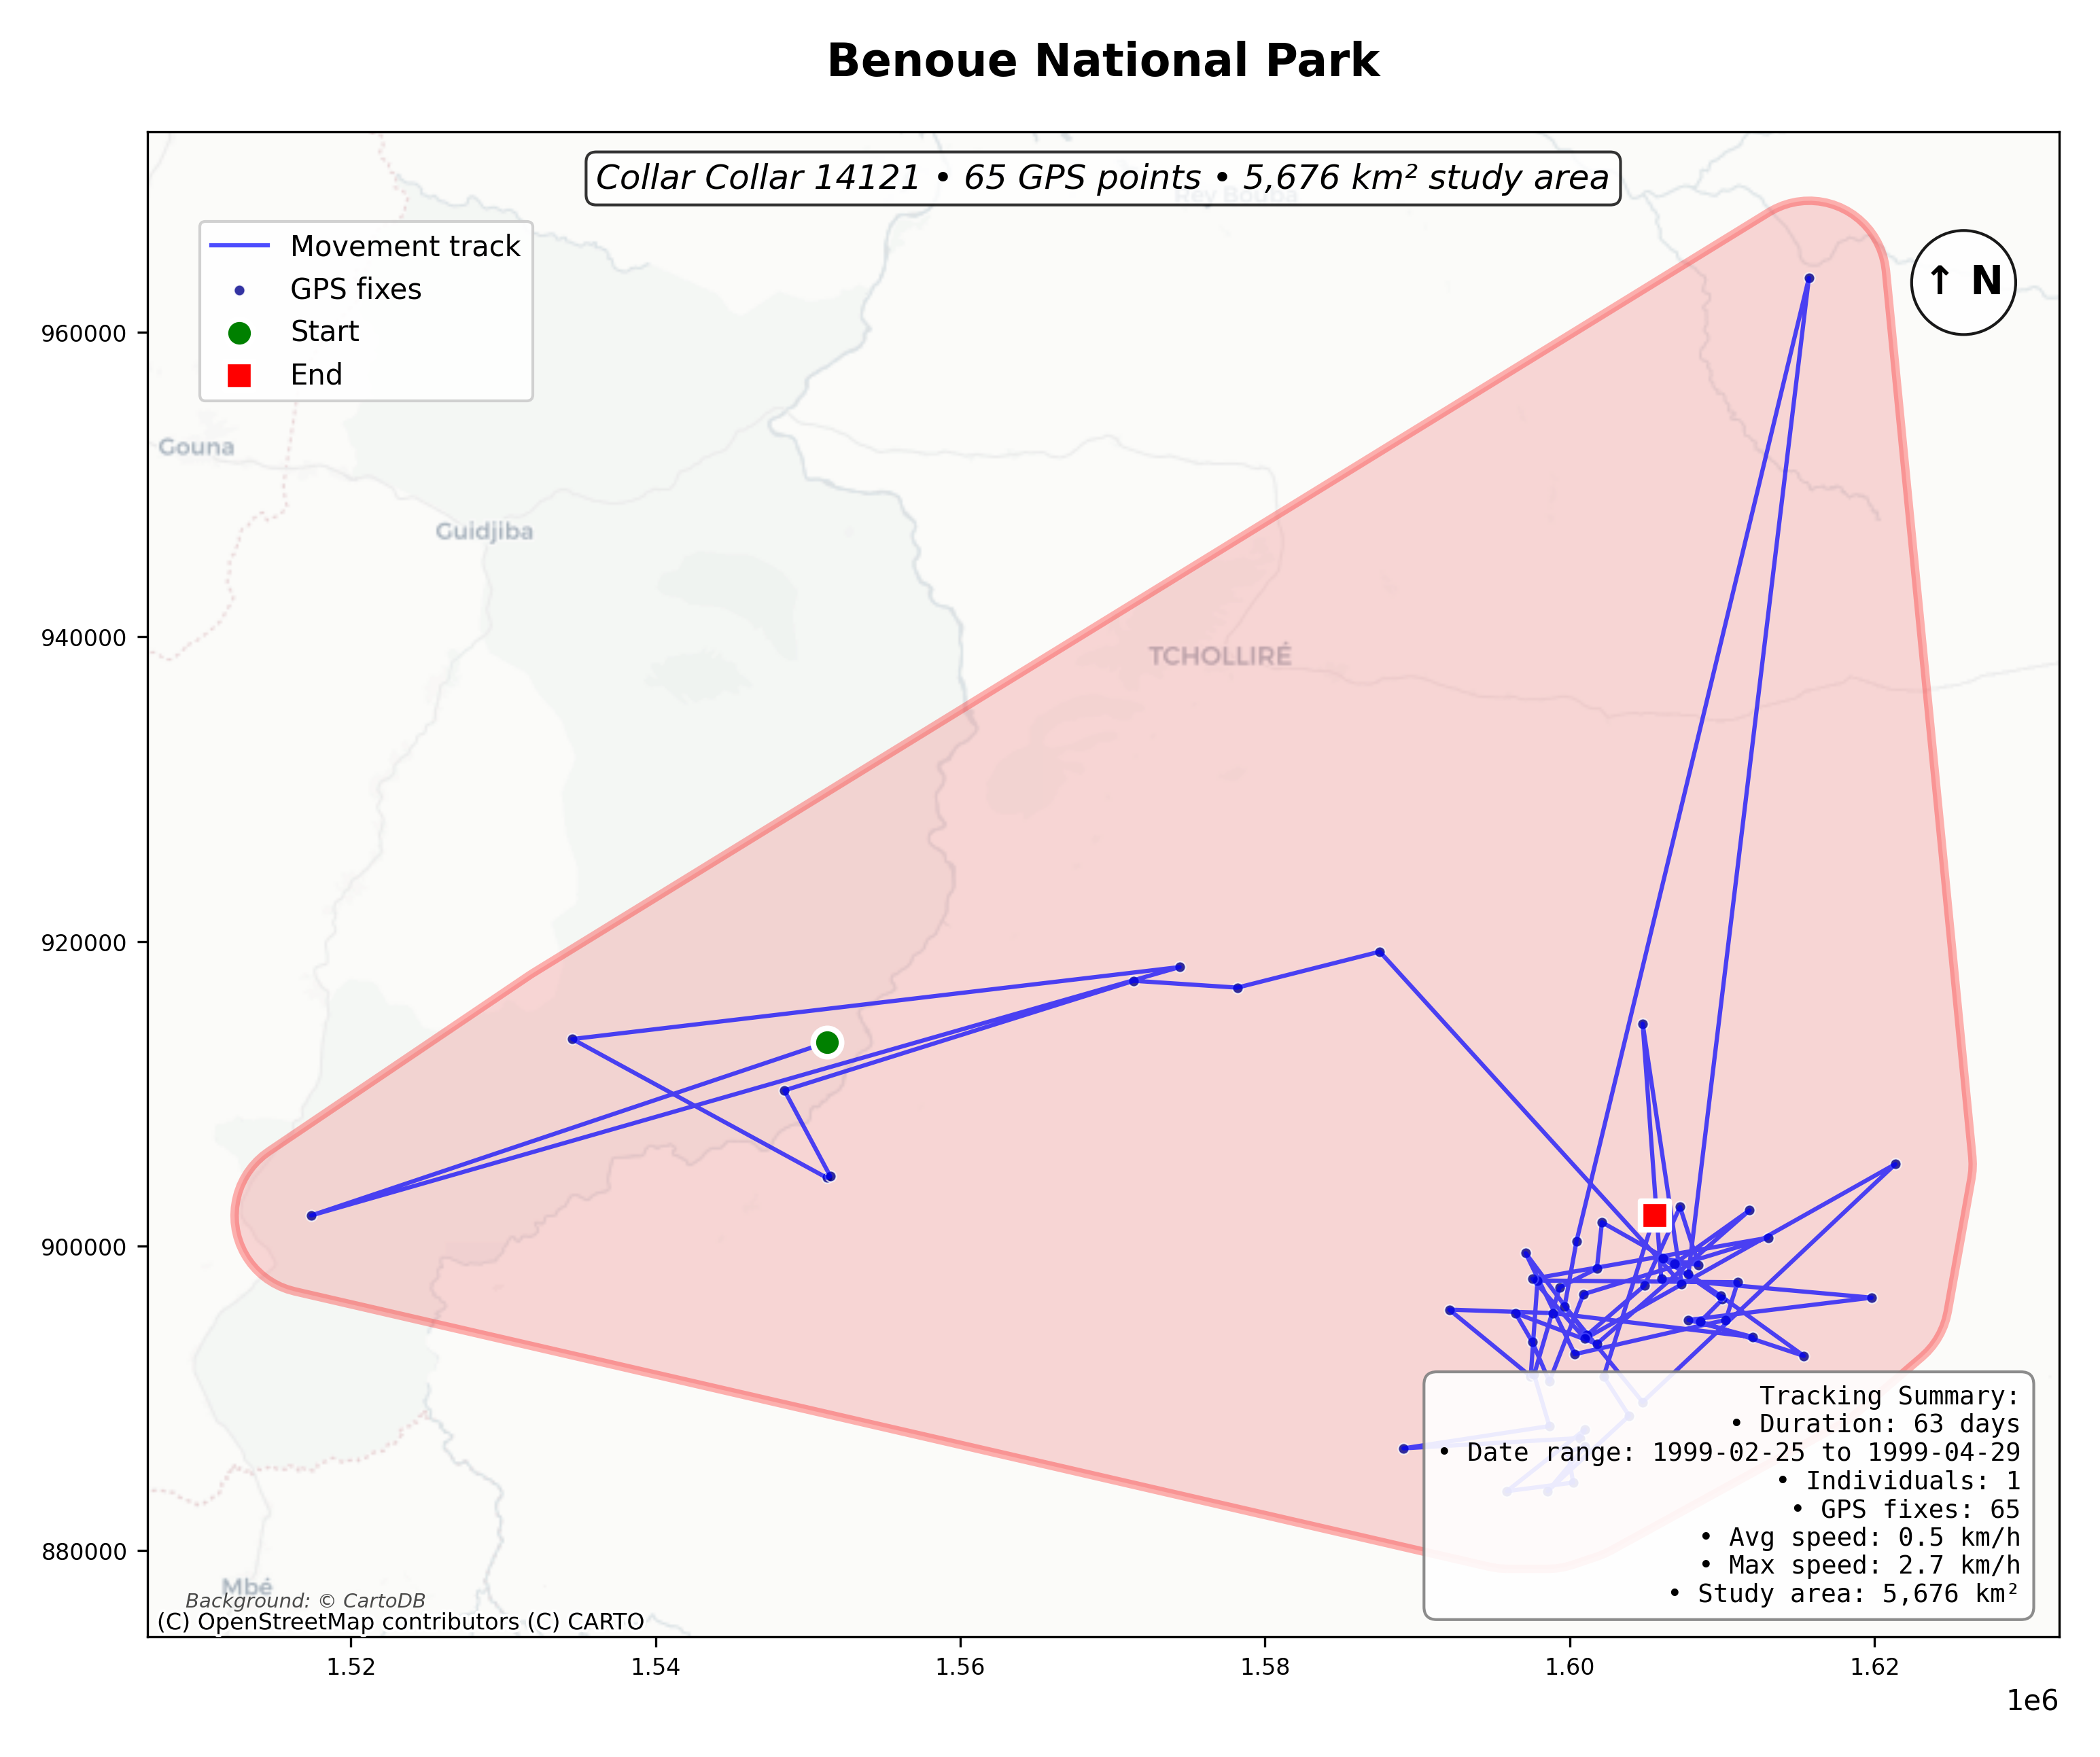 Benoue National Park
Collar Collar 14121 • 65 GPS points • 5,676 km² study area
Rey Bouba
Movement track
GPS fixes
Start
End
↑ N
960000
940000
920000
900000
880000
Gouna
Guidjiba
TCHOLLIRÉ
Mbé
Tracking Summary:
• Duration: 63 days
• Date range: 1999-02-25 to 1999-04-29
• Individuals: 1
• GPS fixes: 65
• Avg speed: 0.5 km/h
• Max speed: 2.7 km/h
• Study area: 5,676 km²
Background: © CartoDB
(C) OpenStreetMap contributors (C) CARTO
1.52 1.54 1.56 1.58 1.60 1.62
1e6